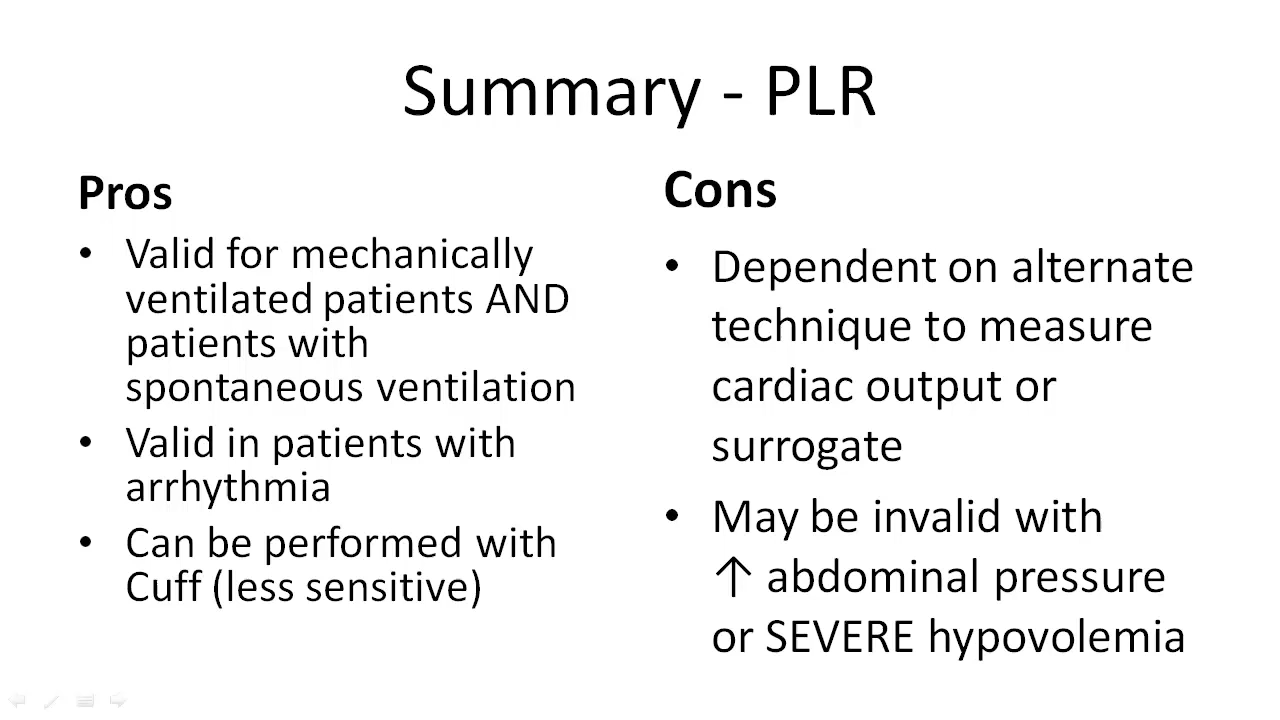 Summary - PLR
Pros
• Valid for mechanically
ventilated patients AND
patients with
spontaneous ventilation
• Valid in patients with
arrhythmia
• Can be performed with
Cuff (less sensitive)
Cons
• Dependent on alternate
technique to measure
cardiac output or
surrogate
• May be invalid with
↑ abdominal pressure
or SEVERE hypovolemia